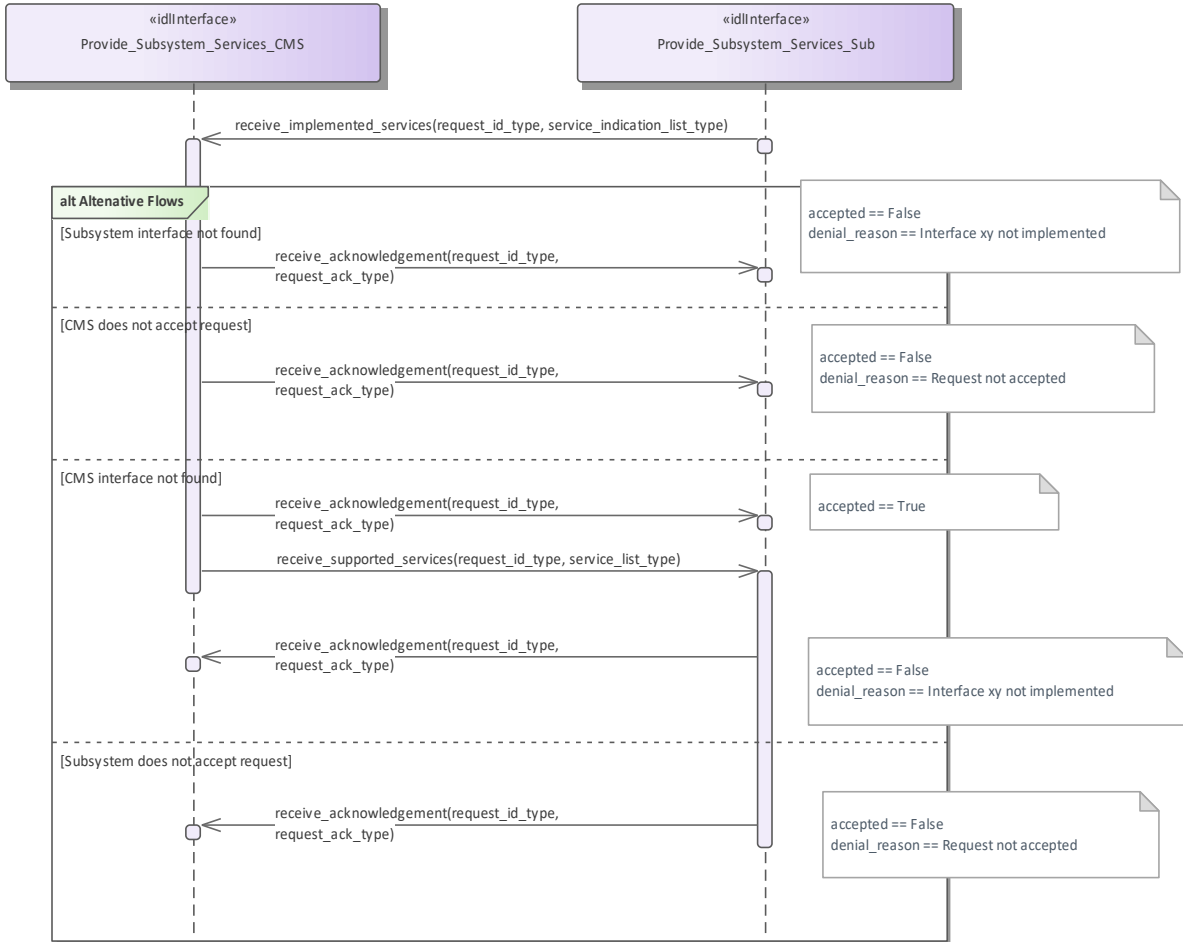 «idlInterface»
Provide_Subsystem_Services_CMS
«idlInterface»
Provide_Subsystem_Services_Sub
receive_implemented_services(request_id_type, service_indication_list_type)
alt Altenative Flows
accepted == False
denial_reason == Interface xy not implemented
[Subsystem interface not found]
receive_acknowledgement(request_id_type,
request_ack_type)
[CMS does not accept request]
accepted == False
denial_reason == Request not accepted
receive_acknowledgement(request_id_type,
request_ack_type)
[CMS interface not found]
receive_acknowledgement(request_id_type,
request_ack_type)
accepted == True
receive_supported_services(request_id_type, service_list_type)
receive_acknowledgement(request_id_type,
request_ack_type)
accepted == False
denial_reason == Interface xy not implemented
[Subsystem does not accept request]
receive_acknowledgement(request_id_type,
request_ack_type)
accepted == False
denial_reason == Request not accepted